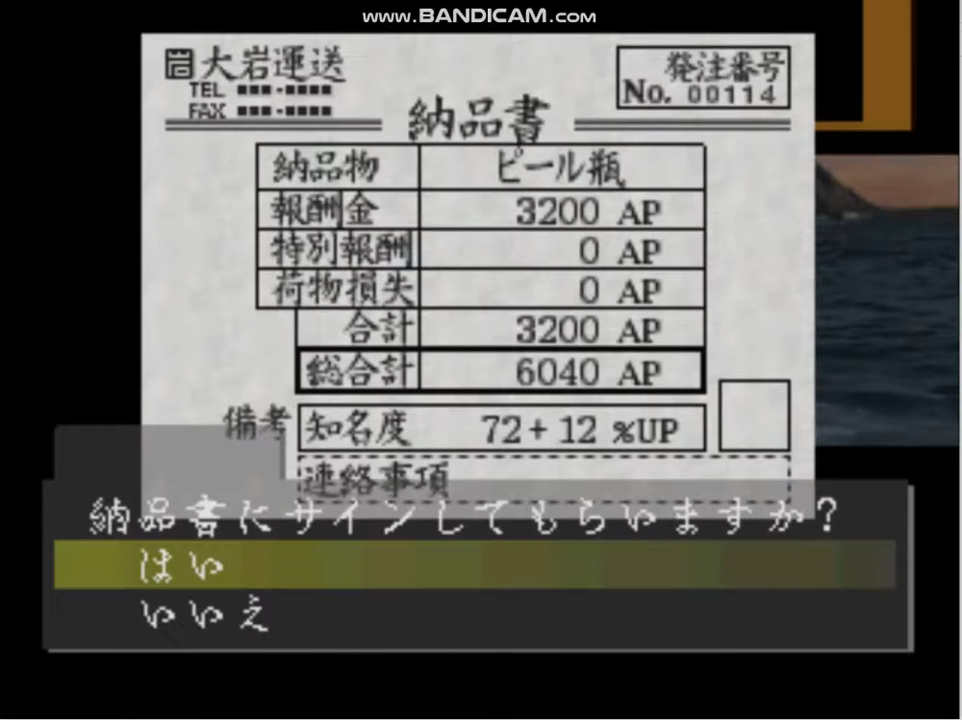 www.BANDICAM.com
大岩運送
TEL ■■■-■■■■
FAX ■■■-■■■■
発注番号
No. 00114
納品書
納品物 ビール瓶
報酬金 3200 AP
特別報酬 0 AP
荷物損失 0 AP
合計 3200 AP
総合計 6040 AP
備考 知名度 72+12 %UP
連絡事項
納品書にサインしてもらいますか?
はい
いいえ